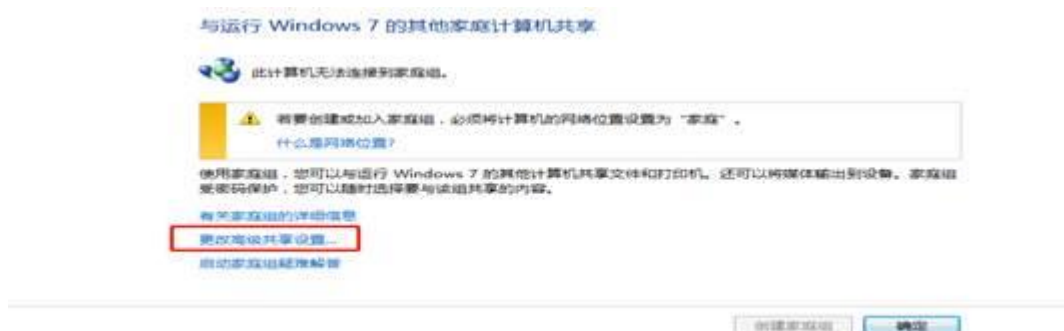 与运行 Windows 7 的其他家庭计算机共享
此计算机无法连接到家庭组。
若要创建或加入家庭组，必须将计算机的网络位置设置为“家庭”。
什么是网络位置?
使用家庭组，您可以与运行 Windows 7 的其他计算机共享文件和打印机。还可以将媒体输出到设备。家庭组
受密码保护，您可以随时选择要与该组共享的内容。
有关家庭组的详细信息
更改高级共享设置...
启动家庭组疑难解答
创建家庭组
确定